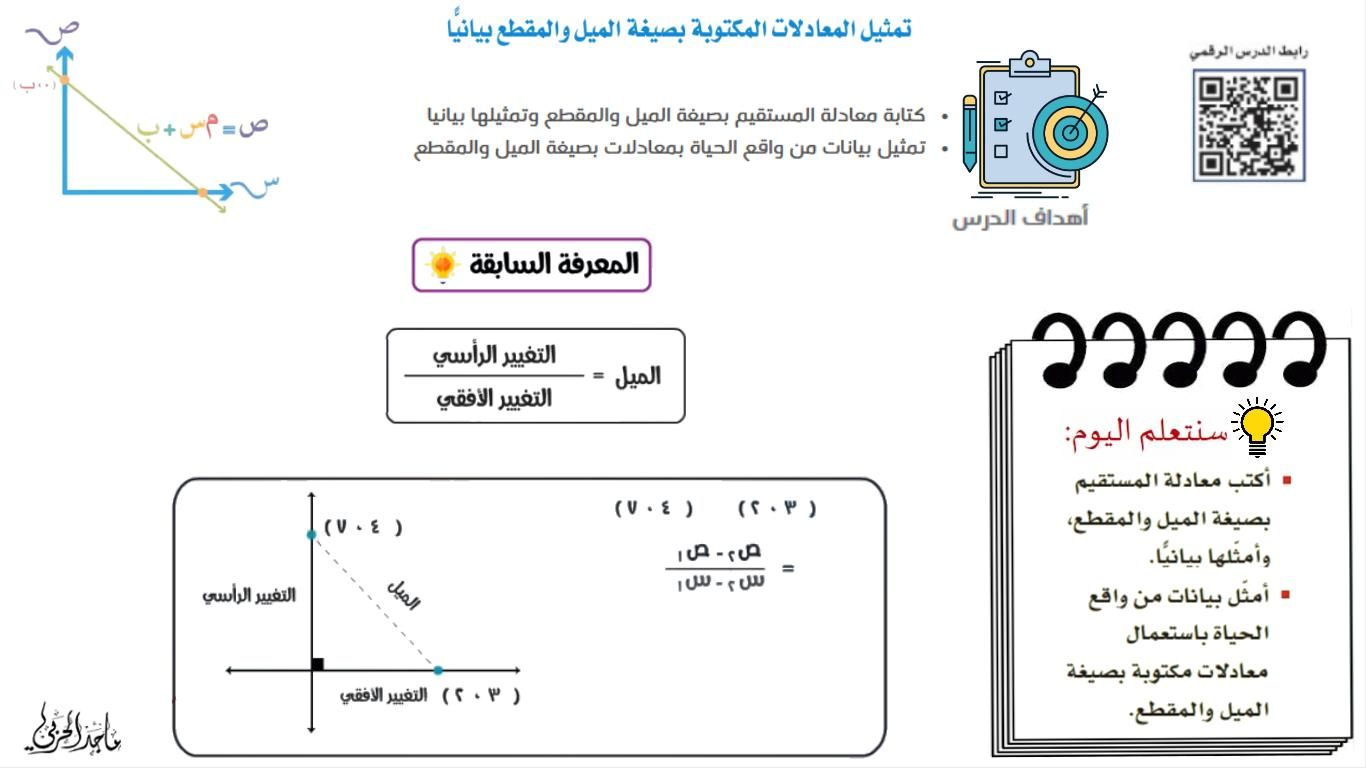 تمثيل المعادلات المكتوبة بصيغة الميل والمقطع بيانيًّا
رابط الدرس الرقمي
كتابة معادلة المستقيم بصيغة الميل والمقطع وتمثيلها بيانيا
تمثيل بيانات من واقع الحياة بمعادلات بصيغة الميل والمقطع
أهداف الدرس
ص
(٠،ب)
ص = م س + ب
س
المعرفة السابقة
الميل = التغيير الرأسي
التغيير الأفقي
سنتعلم اليوم:
أكتب معادلة المستقيم
بصيغة الميل والمقطع،
وأمثّلها بيانيًّا.
أمثّل بيانات من واقع
الحياة باستعمال
معادلات مكتوبة بصيغة
الميل والمقطع.
( ٣ ، ٢ ) ( ٤ ، ٧ )
= ص٢ - ص١
س٢ - س١
( ٤ ، ٧ )
الميل
التغيير الرأسي
( ٣ ، ٢ ) التغيير الأفقي
ماجد الحربي